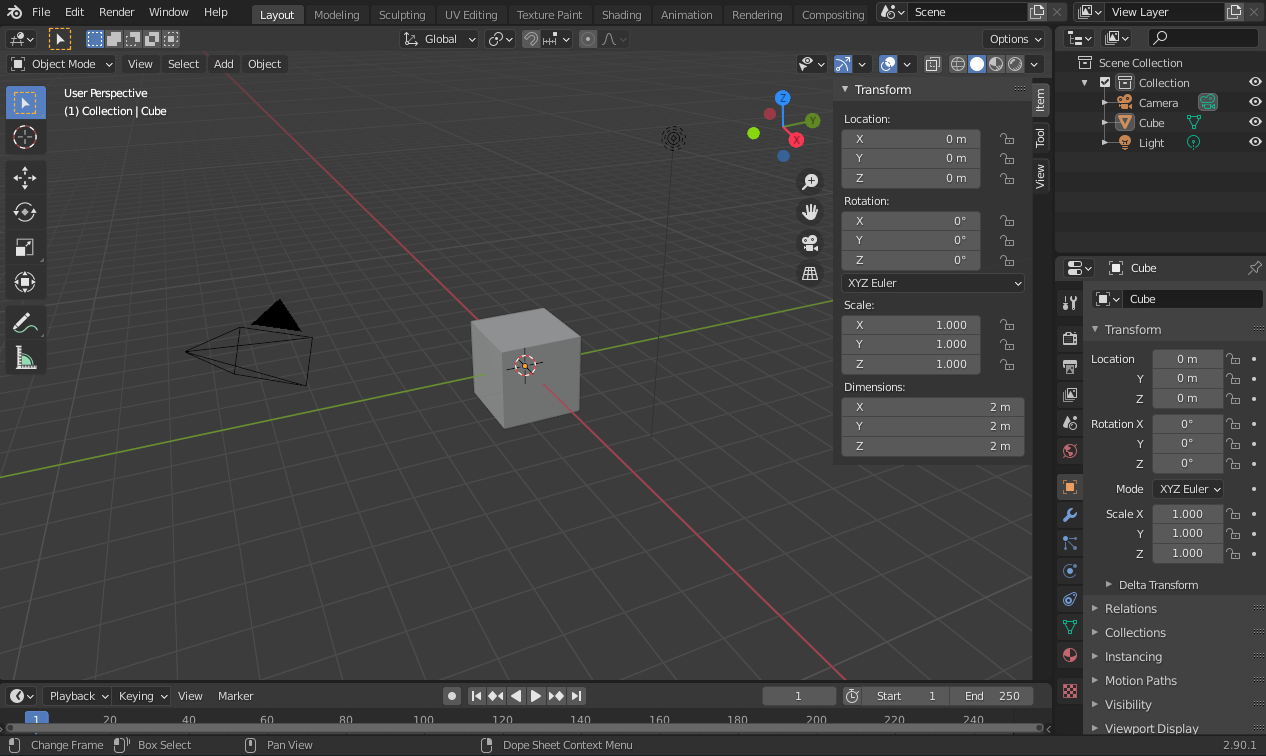 File Edit Render Window Help Layout Modeling Sculpting UV Editing Texture Paint Shading Animation Rendering Compositing Scene View Layer
Global Options
Object Mode View Select Add Object
User Perspective
(1) Collection | Cube
Z
Y
X
Transform
Location:
X 0 m
Y 0 m
Z 0 m
Rotation:
X 0°
Y 0°
Z 0°
XYZ Euler
Scale:
X 1.000
Y 1.000
Z 1.000
Dimensions:
X 2 m
Y 2 m
Z 2 m
Item
Tool
View
Scene Collection
Collection
Camera
Cube
Light
Cube
Cube
Transform
Location 0 m
Y 0 m
Z 0 m
Rotation X 0°
Y 0°
Z 0°
Mode XYZ Euler
Scale X 1.000
Y 1.000
Z 1.000
Delta Transform
Relations
Collections
Instancing
Motion Paths
Visibility
Viewport Display
Playback Keying View Marker 1 Start 1 End 250
1 20 40 60 80 100 120 140 160 180 200 220 240
Change Frame Box Select Pan View Dope Sheet Context Menu 2.90.1